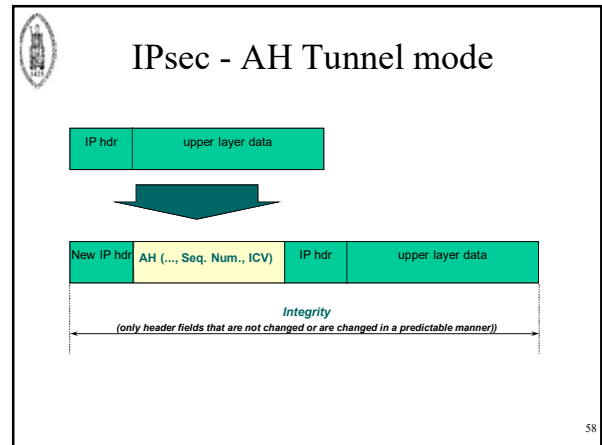 1425
IPsec - AH Tunnel mode
IP hdr
upper layer data
New IP hdr
AH (..., Seq. Num., ICV)
IP hdr
upper layer data
Integrity
(only header fields that are not changed or are changed in a predictable manner))
58